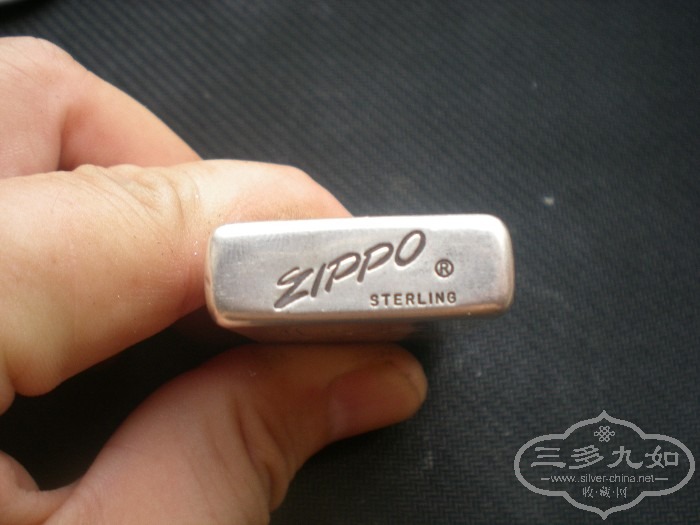 ZIPPO ®
STERLING
三多九如
www.silver-china.net
收·藏·网